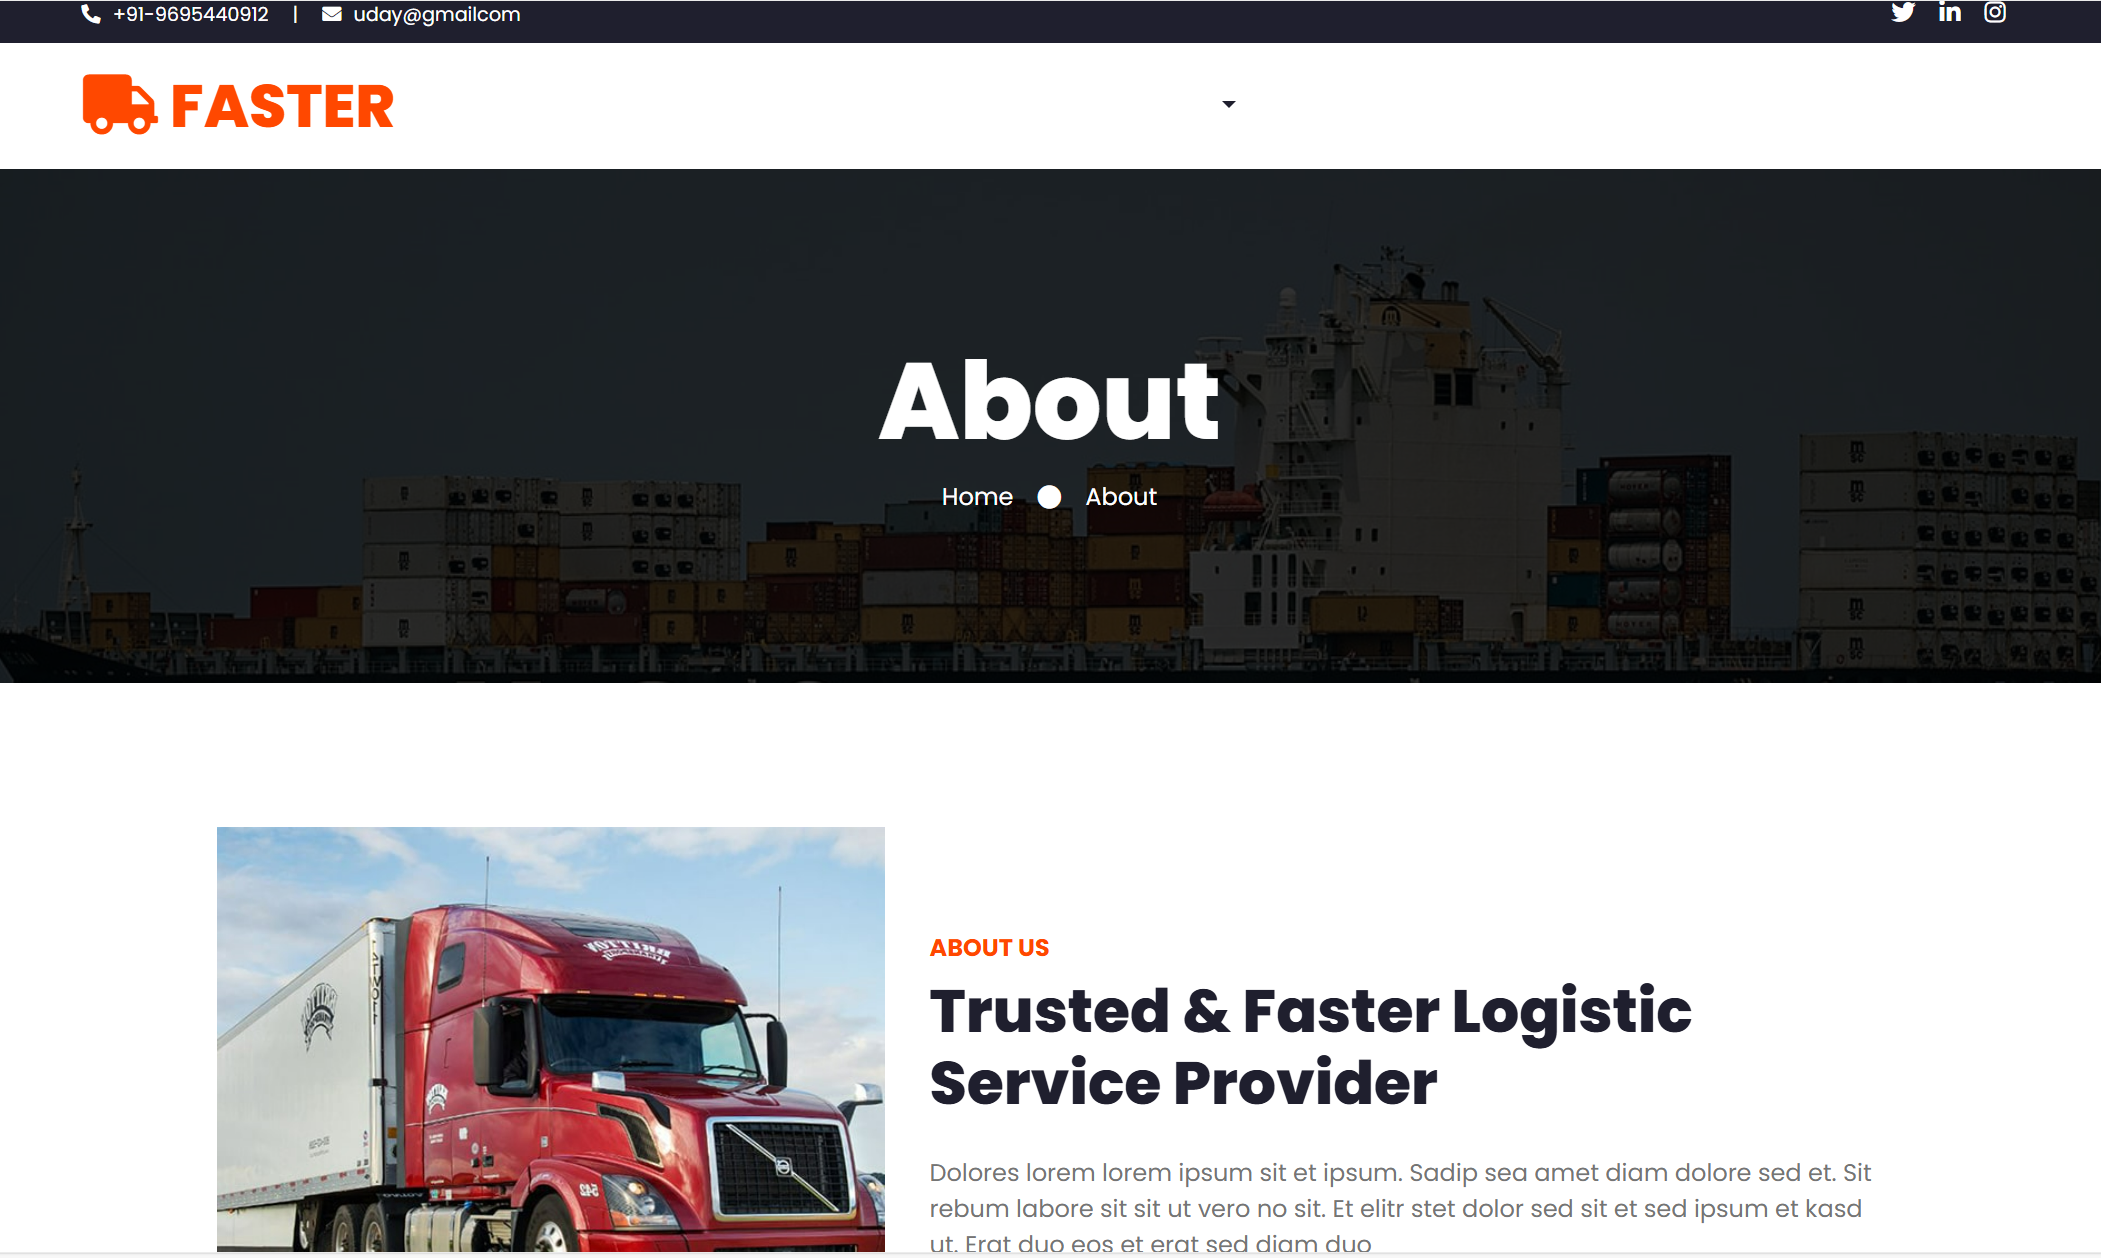 +91-9695440912 | uday@gmailcom
FASTER
About
Home About
ABOUT US
Trusted & Faster Logistic
Service Provider
Dolores lorem lorem ipsum sit et ipsum. Sadip sea amet diam dolore sed et. Sit
rebum labore sit sit ut vero no sit. Et elitr stet dolor sed sit et sed ipsum et kasd
ut. Erat duo eos et erat sed diam duo